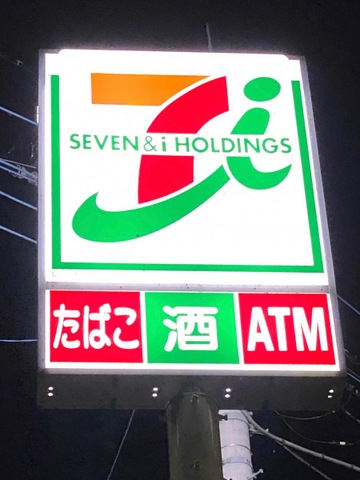 SEVEN & i HOLDINGS
たばこ 酒 ATM